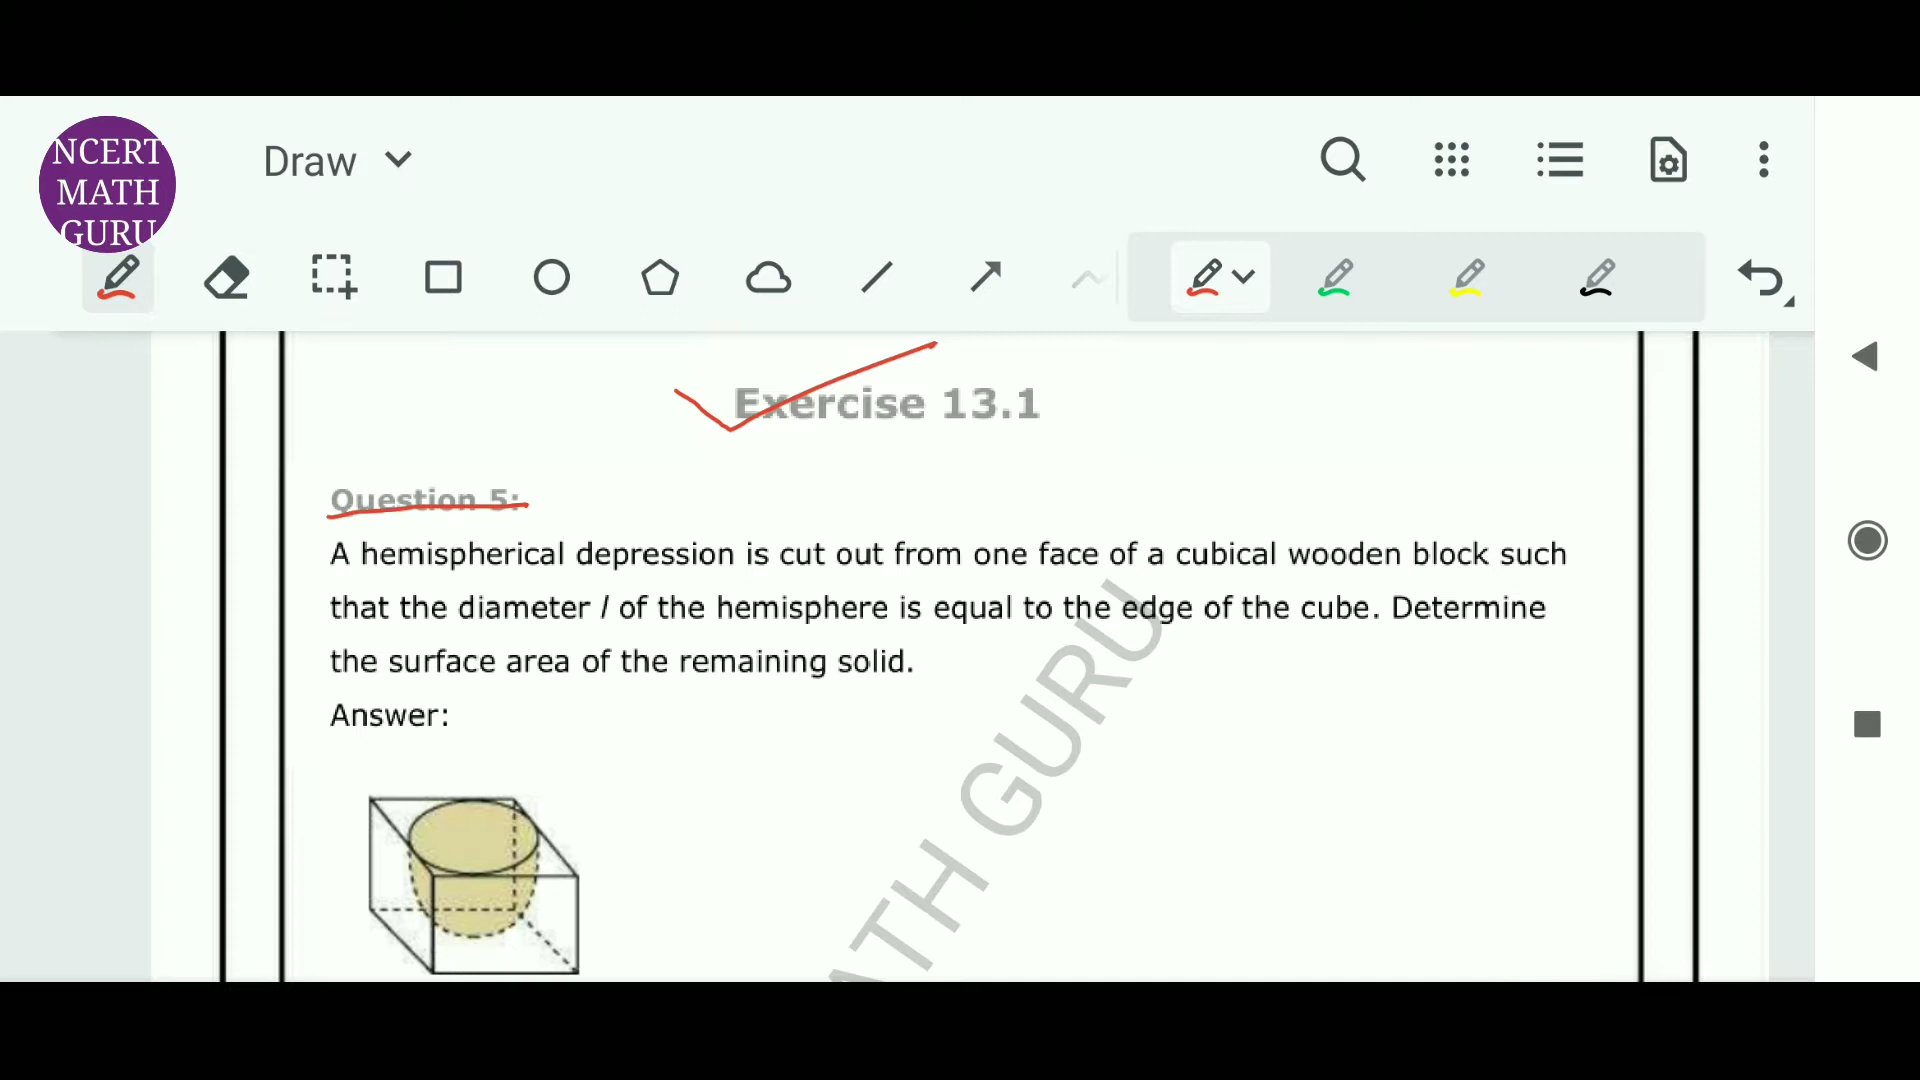 NCERT
MATH
GURU
Draw
Exercise 13.1
Question 5:
A hemispherical depression is cut out from one face of a cubical wooden block such
that the diameter l of the hemisphere is equal to the edge of the cube. Determine
the surface area of the remaining solid.
Answer:
ATH GURU